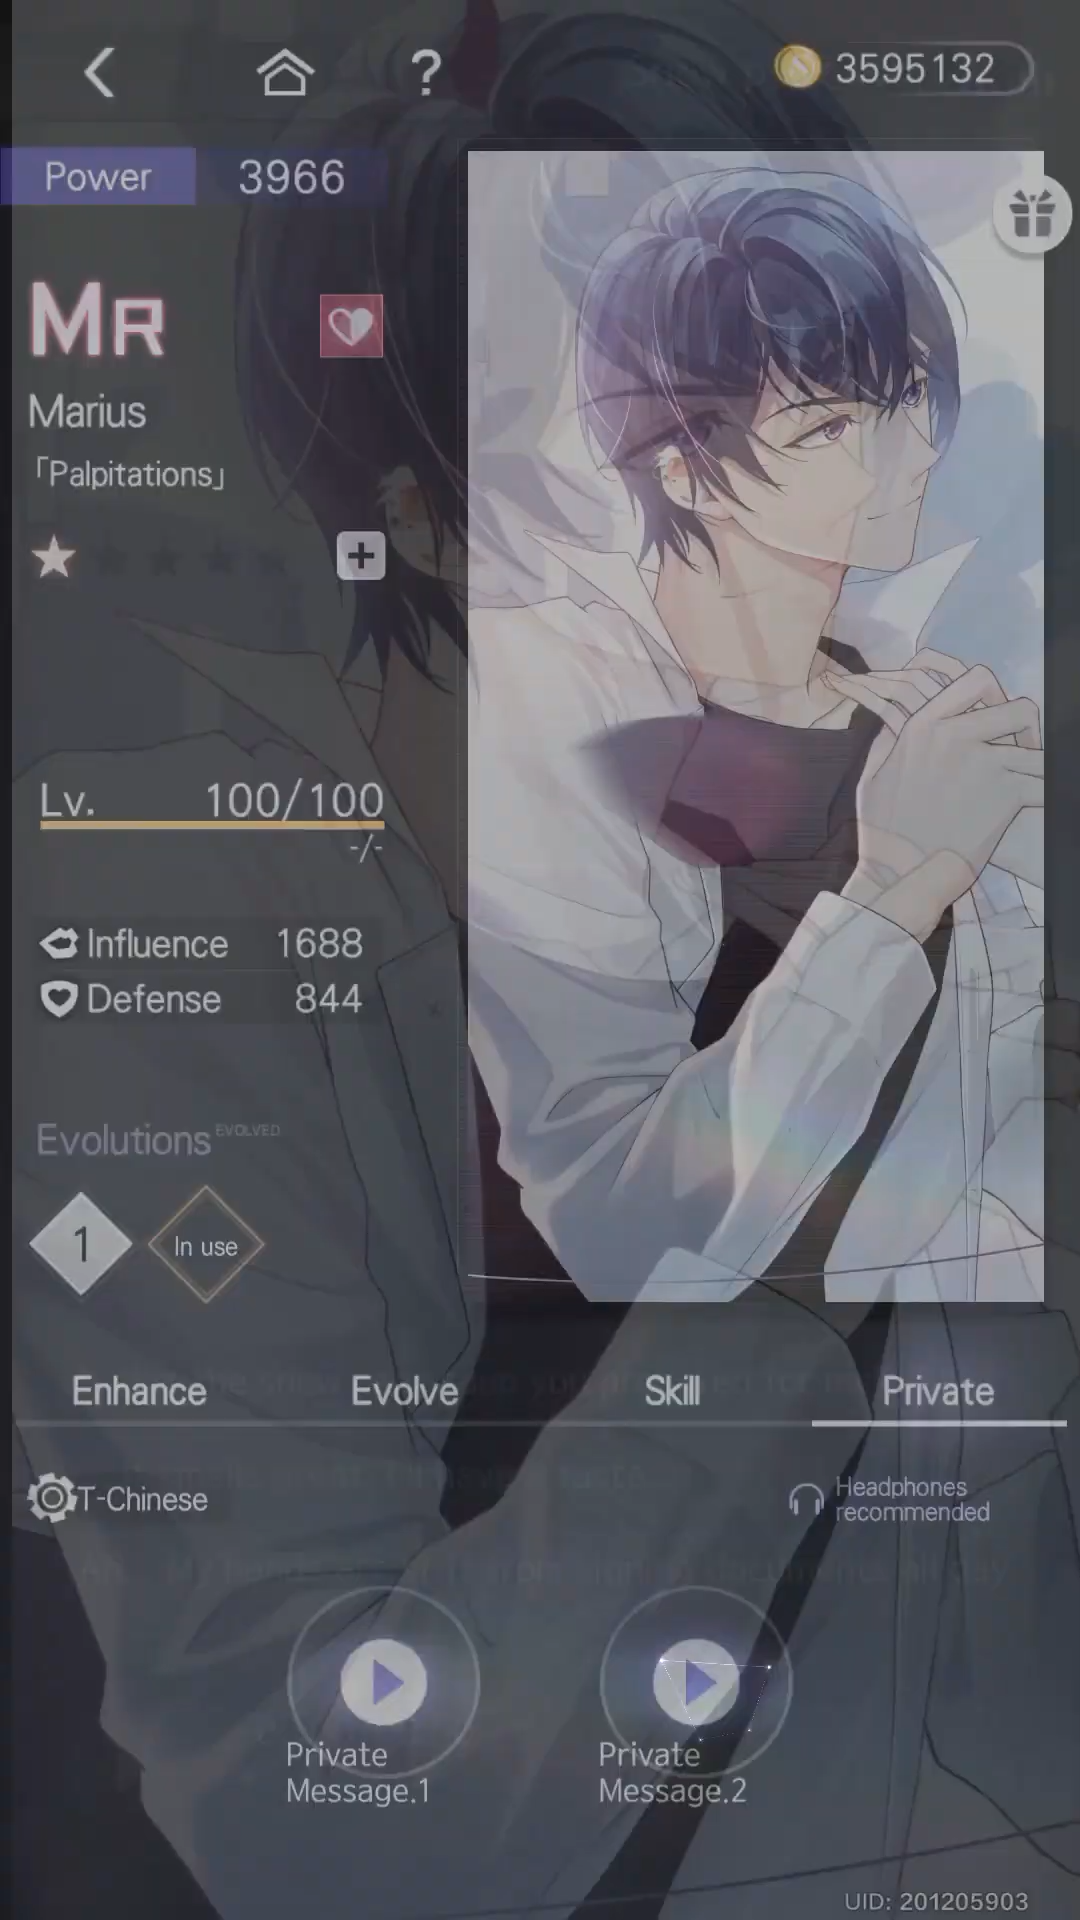 ?
3595132
Power 3966
MR
Marius
「Palpitations」
Lv. 100/100
-/-
Influence 1688
Defense 844
Evolutions EVOLVED
1 In use
Enhance Evolve Skill Private
T-Chinese
Headphones
recommended
Private
Message.1
Private
Message.2
UID: 201205903